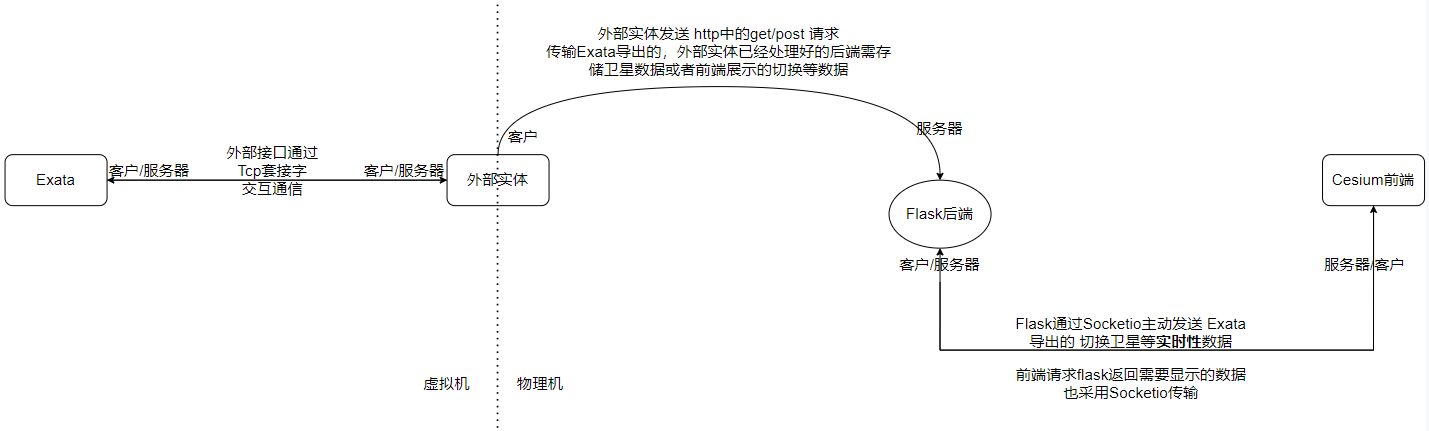 外部实体发送 http中的get/post 请求
传输Exata导出的，外部实体已经处理好的后端需存
储卫星数据或者前端展示的切换等数据
客户
服务器
外部接口通过
Tcp套接字
交互通信
客户/服务器
客户/服务器
Exata
外部实体
Flask后端
Cesium前端
客户/服务器
服务器/客户
Flask通过Socketio主动发送 Exata
导出的 切换卫星等实时性数据
前端请求flask返回需要显示的数据
也采用Socketio传输
虚拟机
物理机